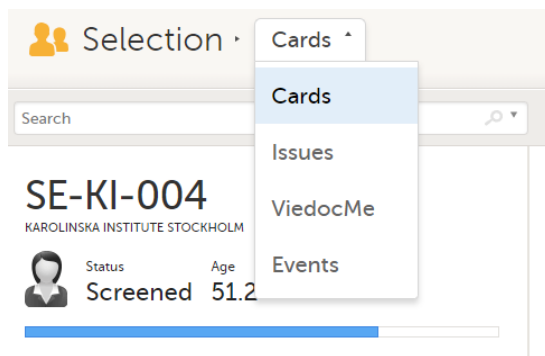 Selection
Cards
Cards
Search
Issues
SE-KI-004
ViedocMe
KAROLINSKA INSTITUTE STOCKHOLM
Status Age
Events
Screened 51.2